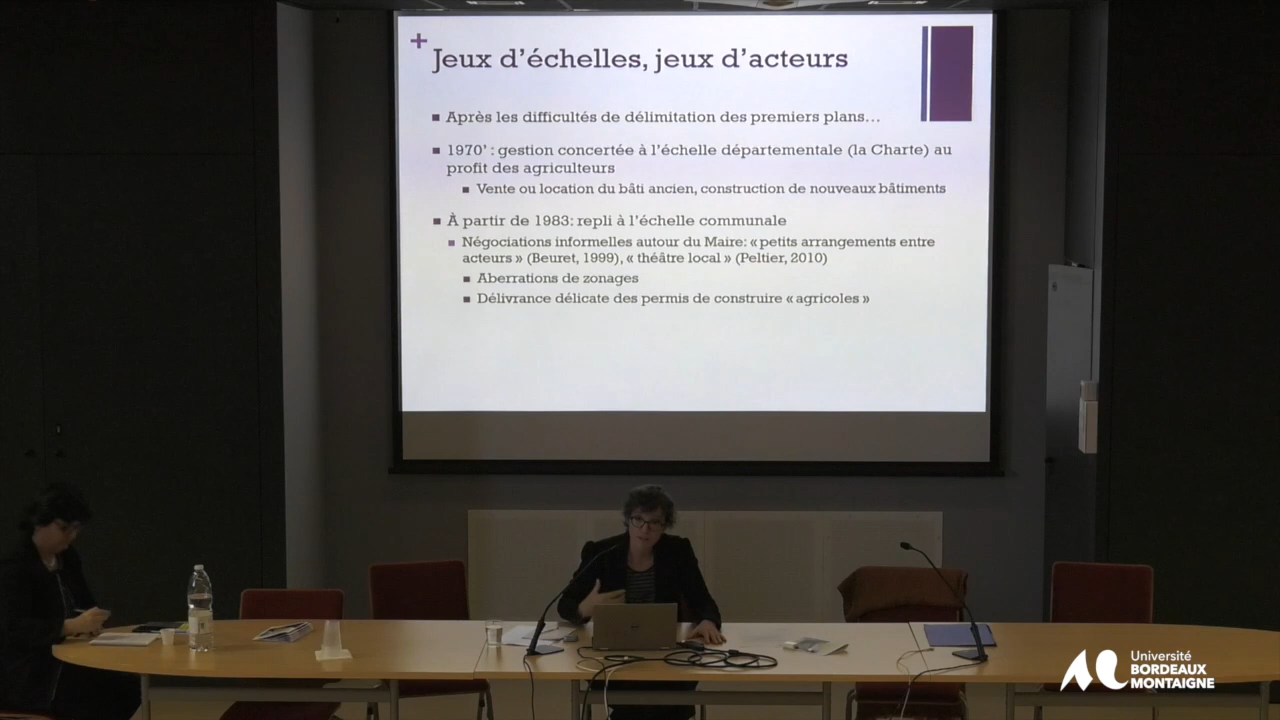 +
Jeux d'échelles, jeux d'acteurs
▪ Après les difficultés de délimitation des premiers plans…
▪ 1970' : gestion concertée à l'échelle départementale (la Charte) au
profit des agriculteurs
▪ Vente ou location du bâti ancien, construction de nouveaux bâtiments
▪ À partir de 1983: repli à l'échelle communale
▪ Négociations informelles autour du Maire: « petits arrangements entre
acteurs » (Beuret, 1999), « théâtre local » (Peltier, 2010)
▪ Aberrations de zonages
▪ Délivrance délicate des permis de construire « agricoles »
Université
BORDEAUX
MONTAIGNE